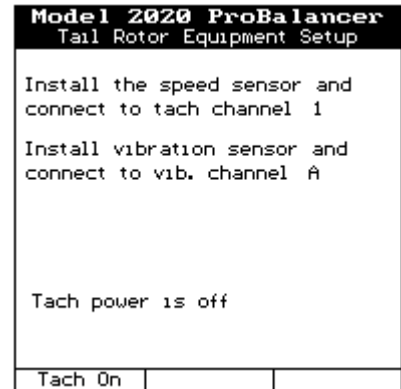 Model 2020 ProBalancer
Tail Rotor Equipment Setup
Install the speed sensor and
connect to tach channel 1
Install vibration sensor and
connect to vib. channel A
Tach power is off
Tach On